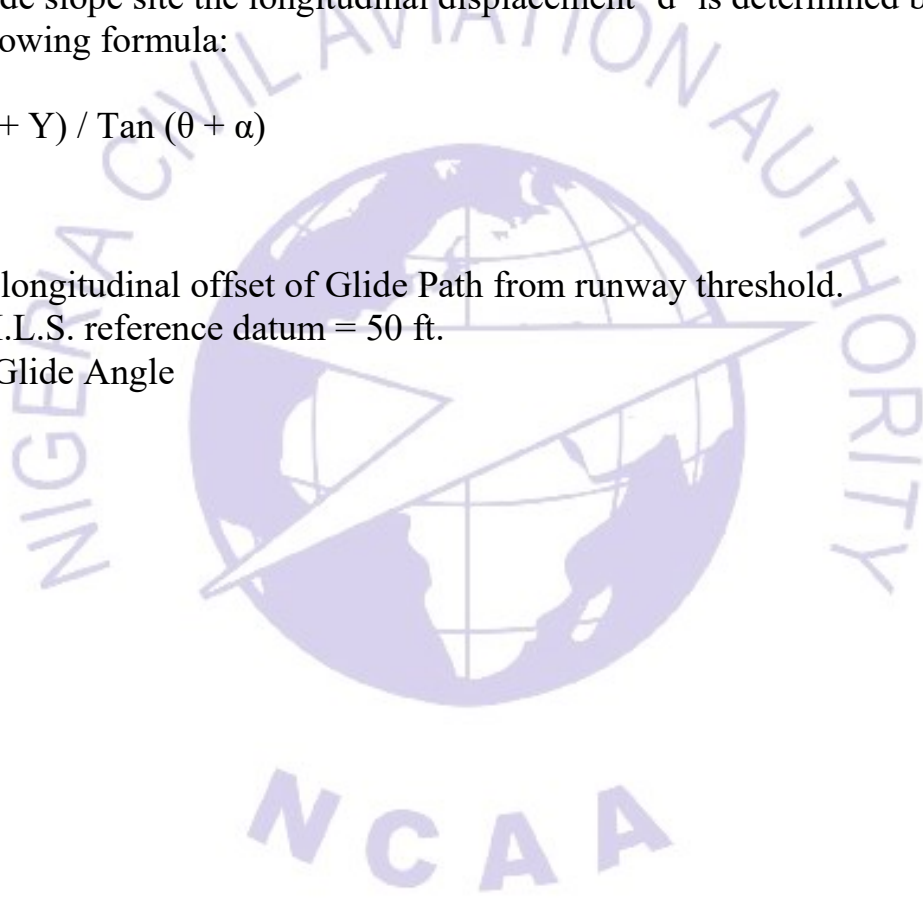 de slope site the longitudinal displacement "d" is determined b
owing formula:
+ Y) / Tan (θ + α)
longitudinal offset of Glide Path from runway threshold.
I.L.S. reference datum = 50 ft.
Glide Angle
NIGERIA CIVIL AVIATION AUTHORITY
NCAA